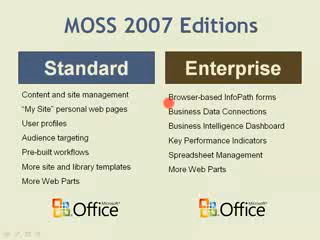 MOSS 2007 Editions
Standard
Content and site management
"My Site" personal web pages
User profiles
Audience targeting
Pre-built workflows
More site and library templates
More Web Parts
Microsoft
Office
Enterprise
Browser-based InfoPath forms
Business Data Connections
Business Intelligence Dashboard
Key Performance Indicators
Spreadsheet Management
More Web Parts
Microsoft
Office